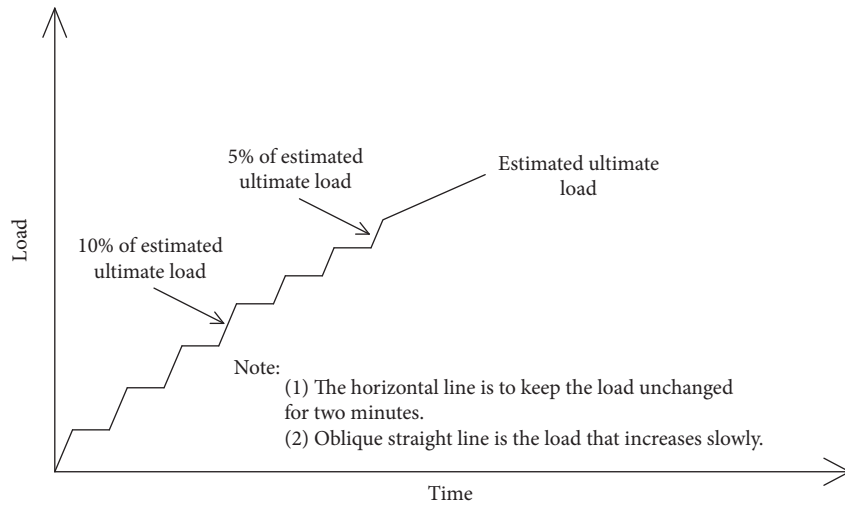 5% of estimated
ultimate load
Estimated ultimate
load
10% of estimated
ultimate load
Load
Note:
(1) The horizontal line is to keep the load unchanged
for two minutes.
(2) Oblique straight line is the load that increases slowly.
Time